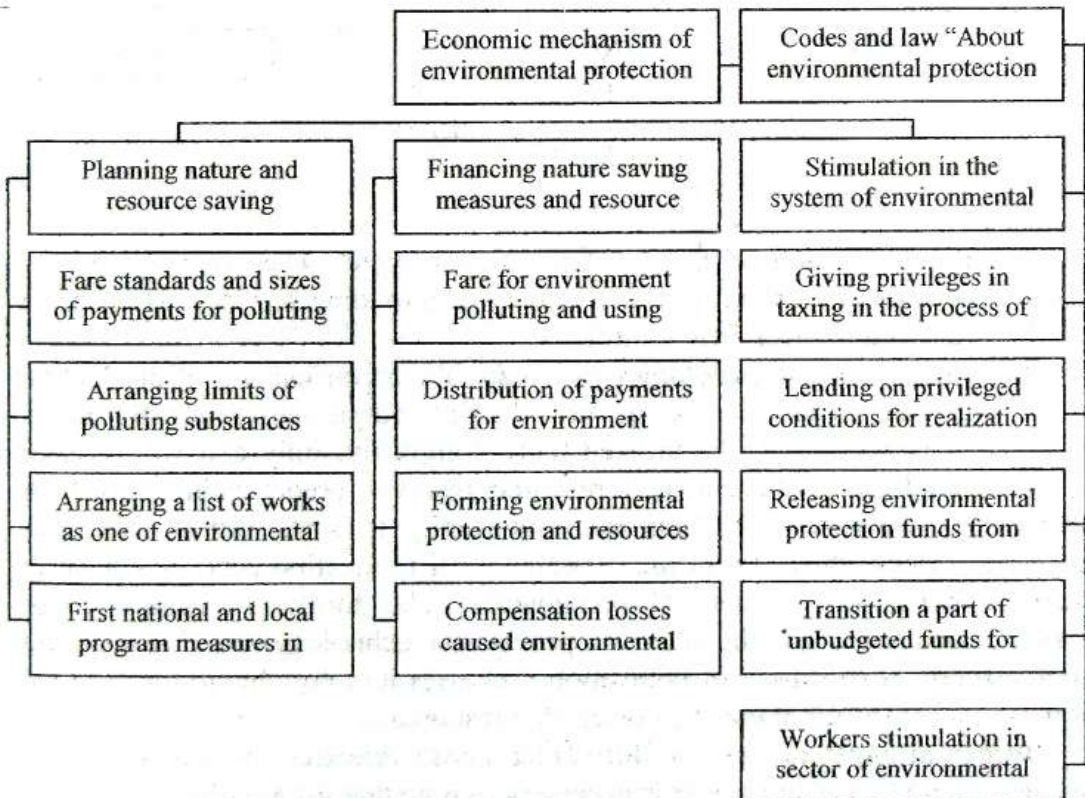 Economic mechanism of
environmental protection
Codes and law “About
environmental protection
Planning nature and
resource saving
Financing nature saving
measures and resource
Stimulation in the
system of environmental
Fare standards and sizes
of payments for polluting
Fare for environment
polluting and using
Giving privileges in
taxing in the process of
Arranging limits of
polluting substances
Distribution of payments
for environment
Lending on privileged
conditions for realization
Arranging a list of works
as one of environmental
Forming environmental
protection and resources
Releasing environmental
protection funds from
First national and local
program measures in
Compensation losses
caused environmental
Transition a part of
unbudgeted funds for
Workers stimulation in
sector of environmental